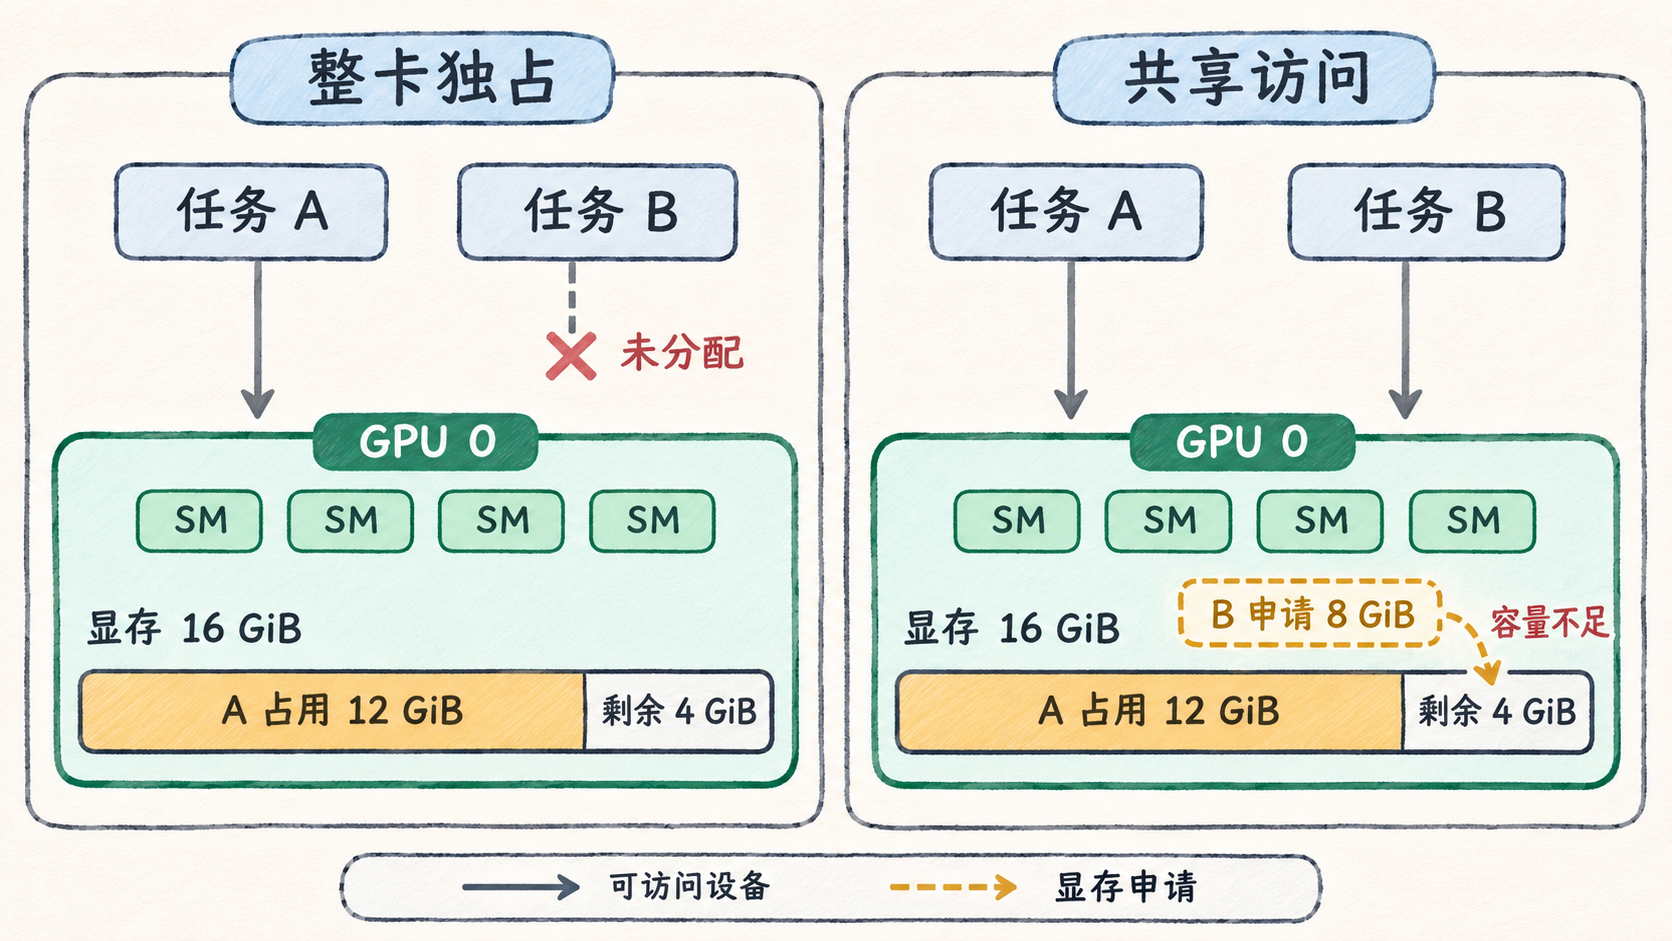 整卡独占
任务 A
任务 B
未分配
GPU 0
SM SM SM SM
显存 16 GiB
A 占用 12 GiB
剩余 4 GiB
共享访问
任务 A
任务 B
GPU 0
SM SM SM SM
显存 16 GiB
B 申请 8 GiB
容量不足
A 占用 12 GiB
剩余 4 GiB
可访问设备
显存申请